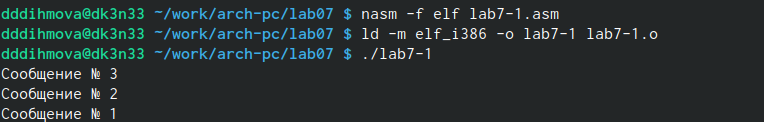 dddihmova@dk3n33 ~/work/arch-pc/lab07 $ nasm -f elf lab7-1.asm
dddihmova@dk3n33 ~/work/arch-pc/lab07 $ ld -m elf_i386 -o lab7-1 lab7-1.o
dddihmova@dk3n33 ~/work/arch-pc/lab07 $ ./lab7-1
Сообщение № 3
Сообщение № 2
Сообщение № 1